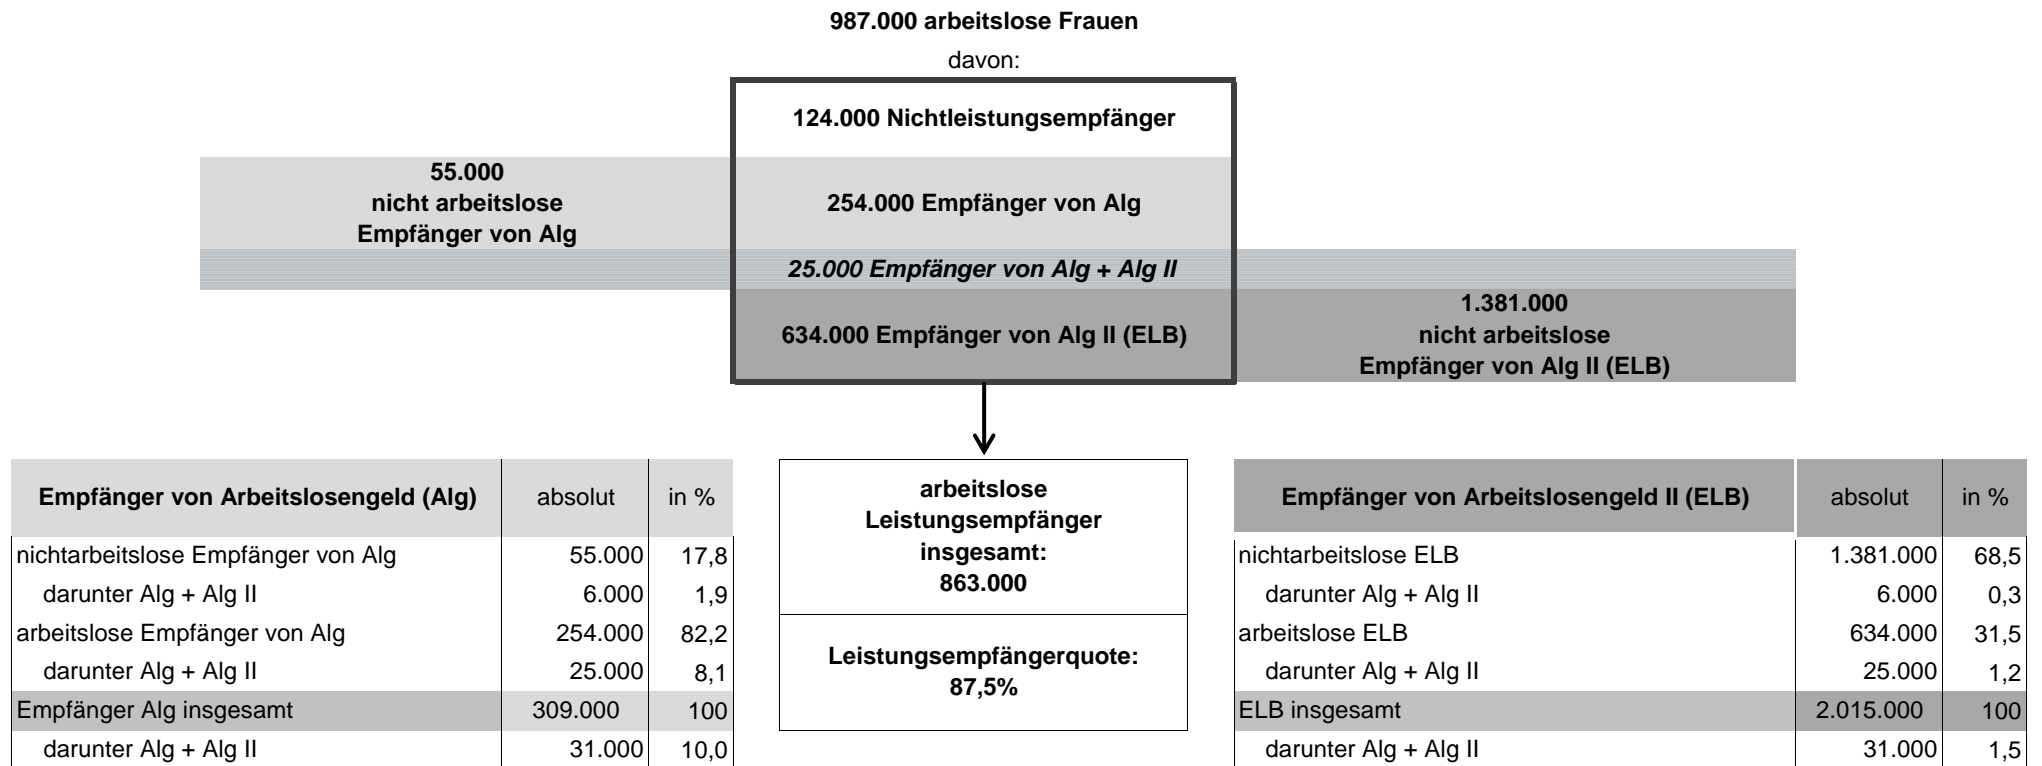 987.000 arbeitslose Frauen
davon:
124.000 Nichtleistungsempfänger
55.000
nicht arbeitslose
Empfänger von Alg
254.000 Empfänger von Alg
25.000 Empfänger von Alg + Alg II
634.000 Empfänger von Alg II (ELB)
1.381.000
nicht arbeitslose
Empfänger von Alg II (ELB)
Empfänger von Arbeitslosengeld (Alg) absolut in %
nichtarbeitslose Empfänger von Alg 55.000 17,8
darunter Alg + Alg II 6.000 1,9
arbeitslose Empfänger von Alg 254.000 82,2
darunter Alg + Alg II 25.000 8,1
Empfänger Alg insgesamt 309.000 100
darunter Alg + Alg II 31.000 10,0
arbeitslose
Leistungsempfänger
insgesamt:
863.000
Leistungsempfängerquote:
87,5%
Empfänger von Arbeitslosengeld II (ELB) absolut in %
nichtarbeitslose ELB 1.381.000 68,5
darunter Alg + Alg II 6.000 0,3
arbeitslose ELB 634.000 31,5
darunter Alg + Alg II 25.000 1,2
ELB insgesamt 2.015.000 100
darunter Alg + Alg II 31.000 1,5